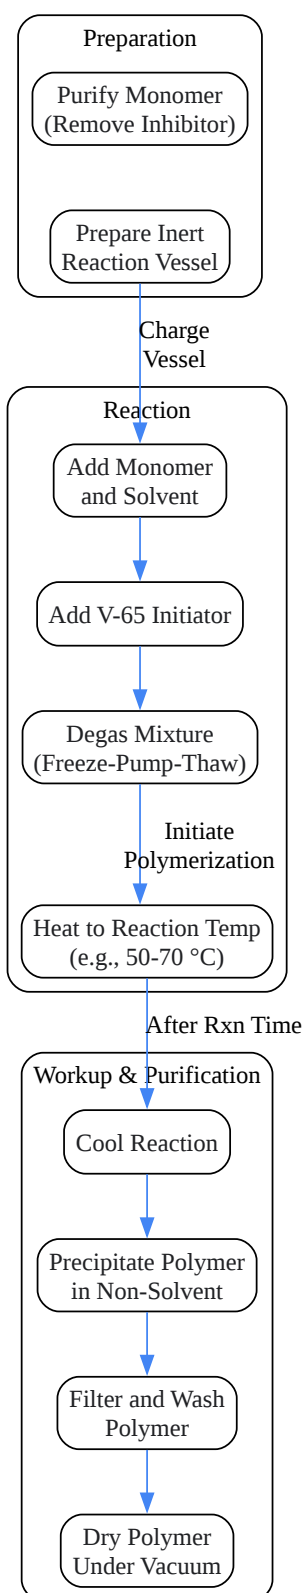 Preparation
Purify Monomer
(Remove Inhibitor)
Prepare Inert
Reaction Vessel
Charge
Vessel
Reaction
Add Monomer
and Solvent
Add V-65 Initiator
Degas Mixture
(Freeze-Pump-Thaw)
Initiate
Polymerization
Heat to Reaction Temp
(e.g., 50-70 °C)
After Rxn Time
Workup & Purification
Cool Reaction
Precipitate Polymer
in Non-Solvent
Filter and Wash
Polymer
Dry Polymer
Under Vacuum